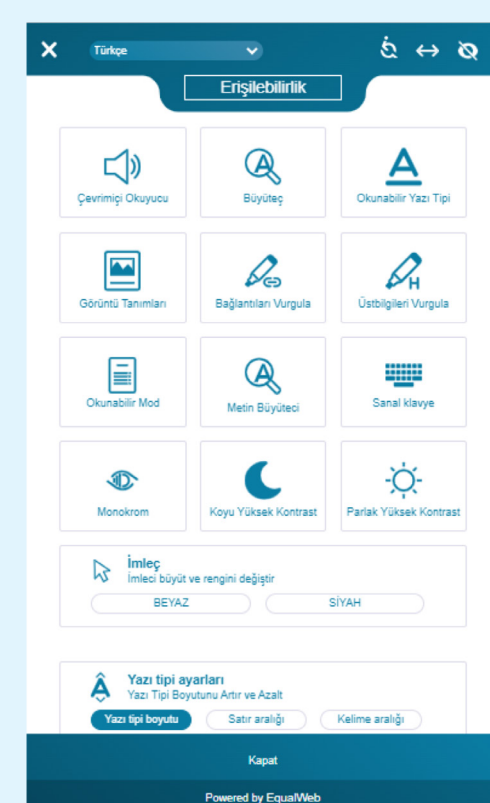 Türkçe
Erişilebilirlik
Çevrimiçi Okuyucu
Büyüteç
Okunabilir Yazı Tipi
Görüntü Tanımları
Bağlantıları Vurgula
Üstbilgileri Vurgula
Okunabilir Mod
Metin Büyüteci
Sanal klavye
Monokrom
Koyu Yüksek Kontrast
Parlak Yüksek Kontrast
İmleç
İmleci büyüt ve rengini değiştir
BEYAZ
SİYAH
Yazı tipi ayarları
Yazı Tipi Boyutunu Artır ve Azalt
Yazı tipi boyutu
Satır aralığı
Kelime aralığı
Kapat
Powered by EqualWeb